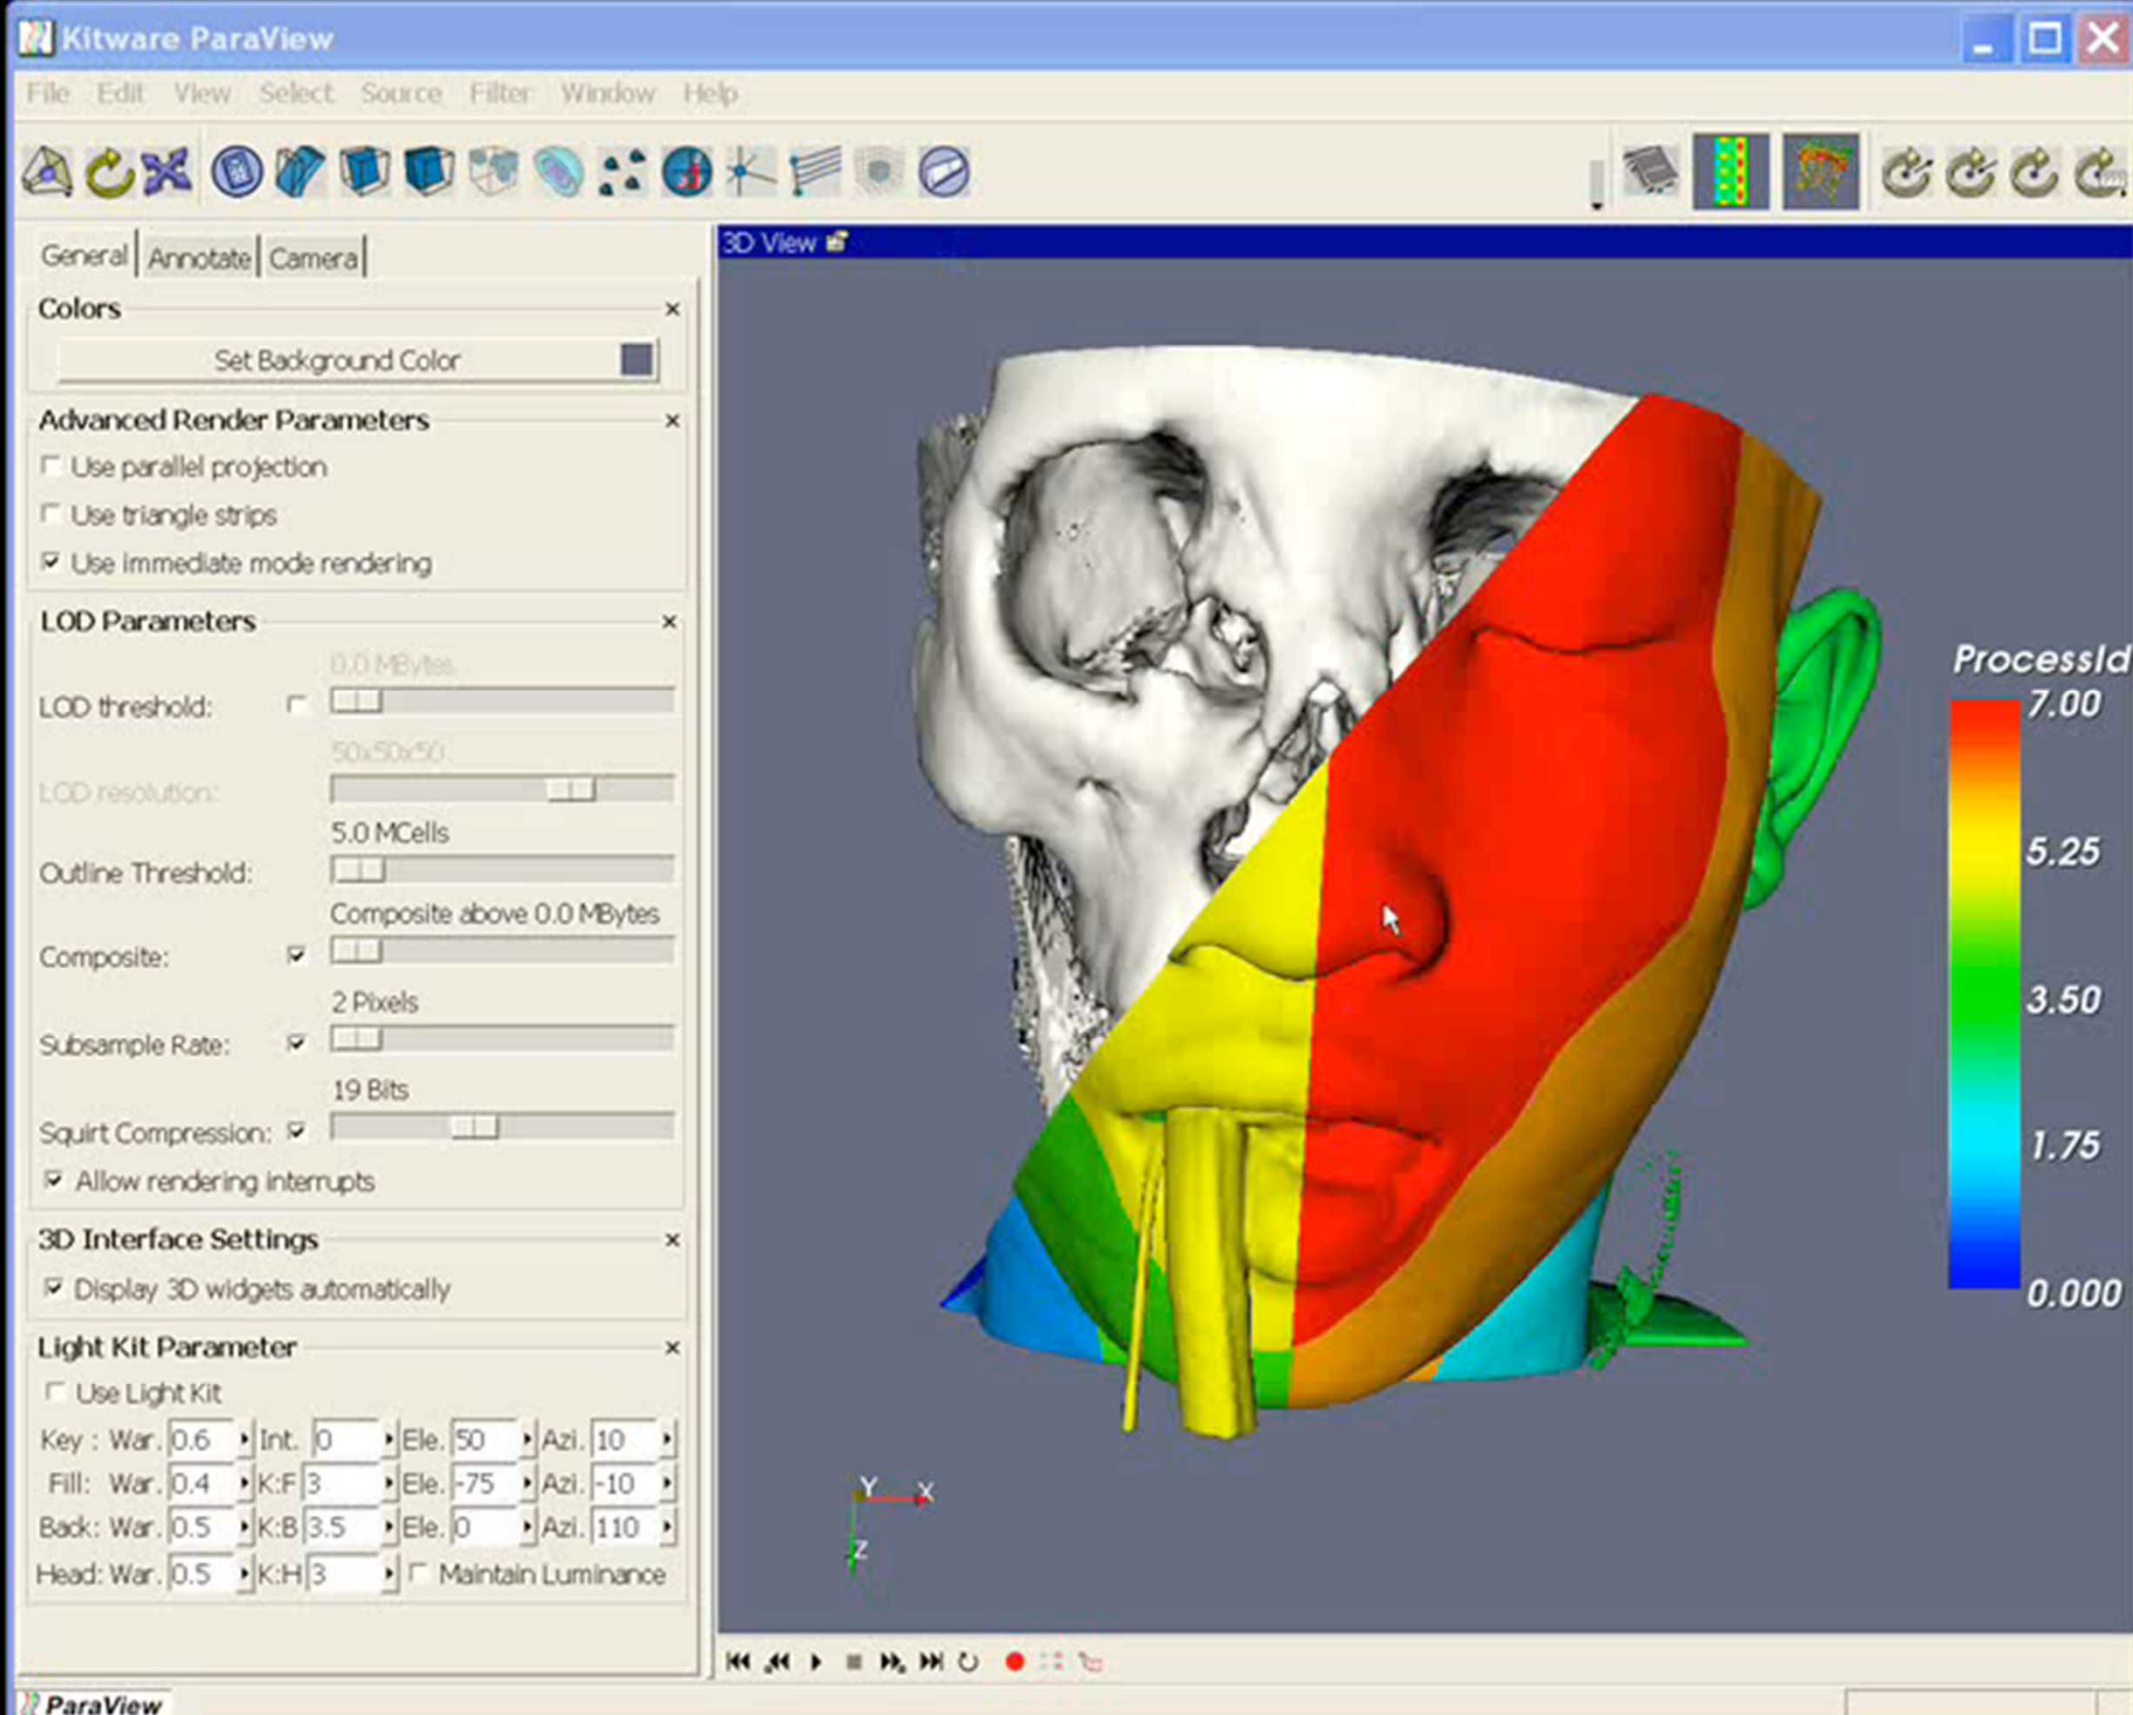 Kitware ParaView
File Edit View Select Source Filter Window Help
General Annotate Camera
3D View
Colors
Set Background Color
Advanced Render Parameters
Use parallel projection
Use triangle strips
Use immediate mode rendering
LOD Parameters
0.0 MBytes
LOD threshold:
50x50x50
LOD resolution:
5.0 MCells
Outline Threshold:
Composite above 0.0 MBytes
Composite:
2 Pixels
Subsample Rate:
19 Bits
Squirt Compression:
Allow rendering interrupts
3D Interface Settings
Display 3D widgets automatically
Light Kit Parameter
Use Light Kit
Key : War. 0.6 Int. 0 Ele. 50 Azi. 10
Fill: War. 0.4 K:F 3 Ele. -75 Azi. -10
Back: War. 0.5 K:B 3.5 Ele. 0 Azi. 110
Head: War. 0.5 K:H 3 Maintain Luminance
ProcessId
7.00
5.25
3.50
1.75
0.000
Y X
Z
ParaView